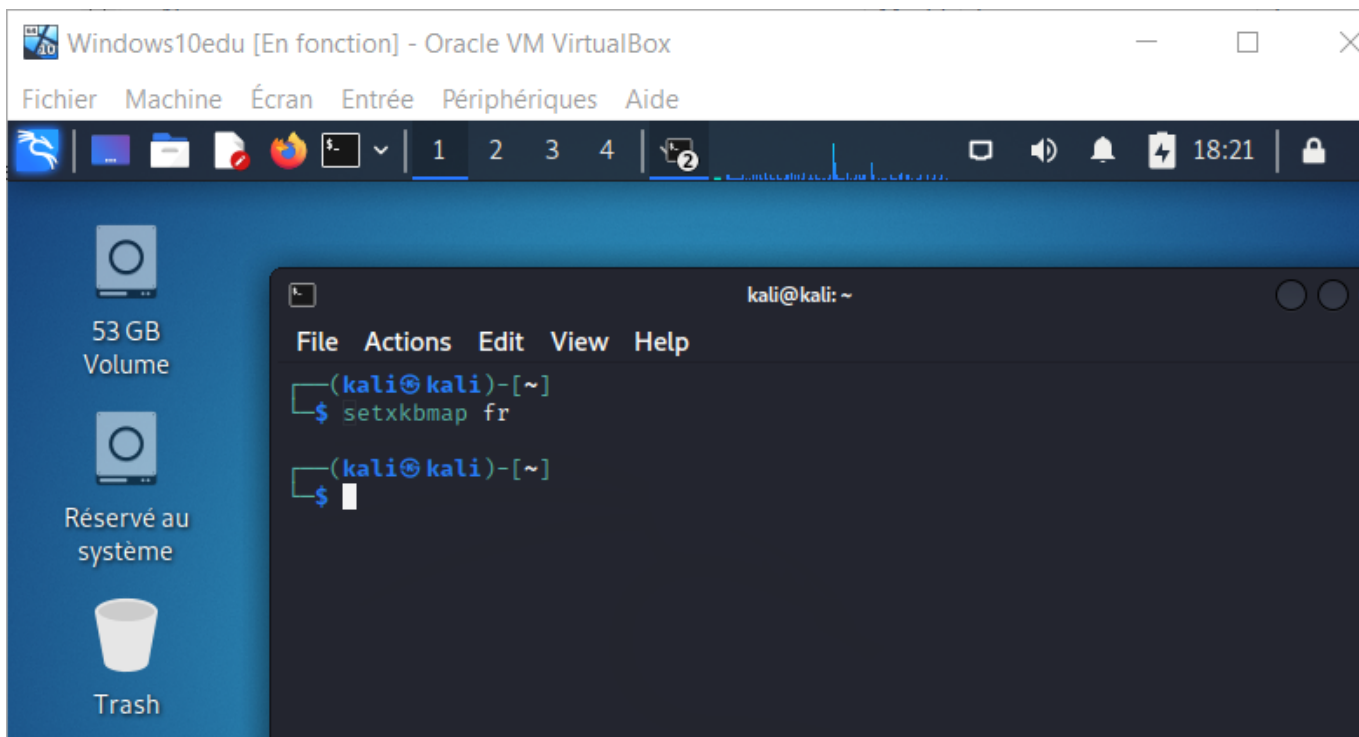 Windows10edu [En fonction] - Oracle VM VirtualBox
Fichier Machine Écran Entrée Périphériques Aide
1 2 3 4 2 18:21
53 GB
Volume
Réservé au
système
Trash
kali@kali: ~
File Actions Edit View Help
┌──(kali㉿kali)-[~]
└─$ setxkbmap fr
┌──(kali㉿kali)-[~]
└─$